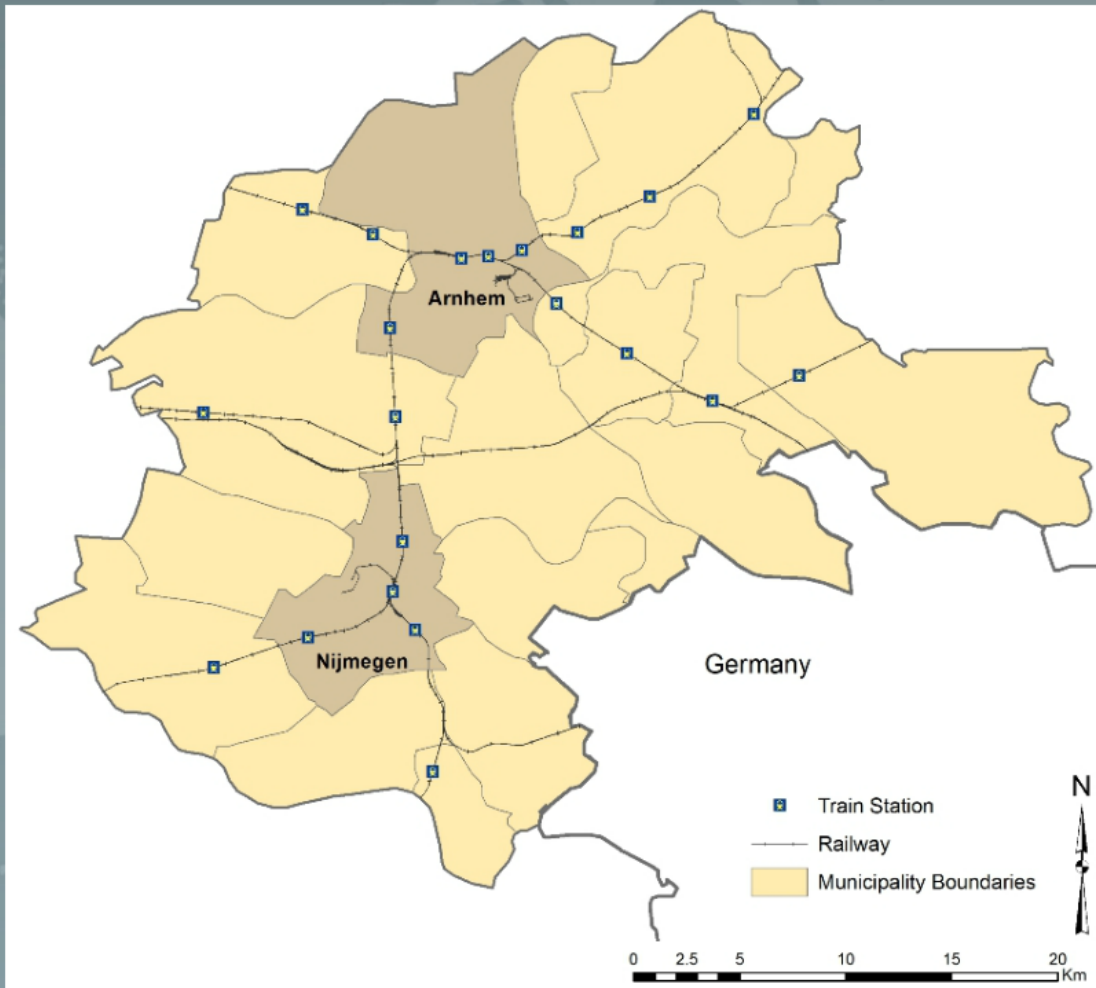 Arnhem
Nijmegen
Germany
N
Train Station
Railway
Municipality Boundaries
0 2.5 5 10 15 20
Km